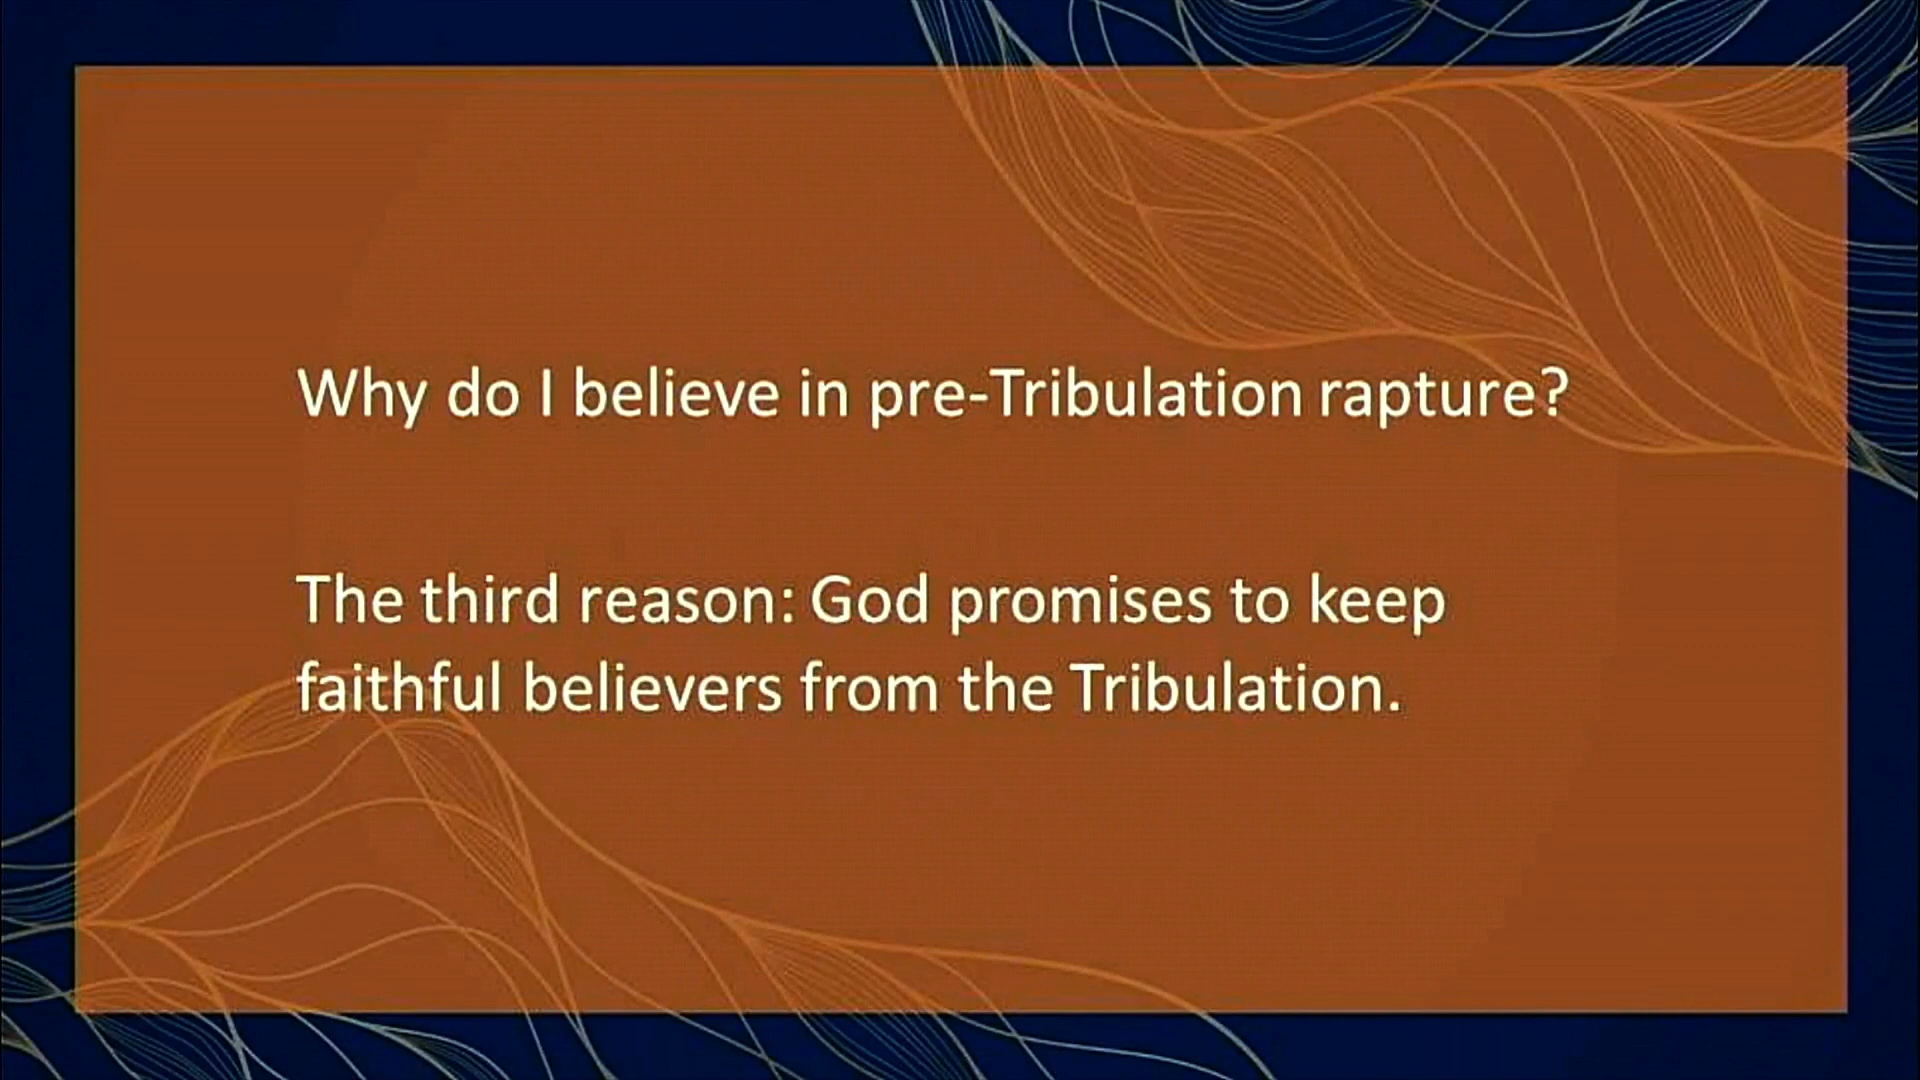 Why do I believe in pre-Tribulation rapture?
The third reason: God promises to keep
faithful believers from the Tribulation.